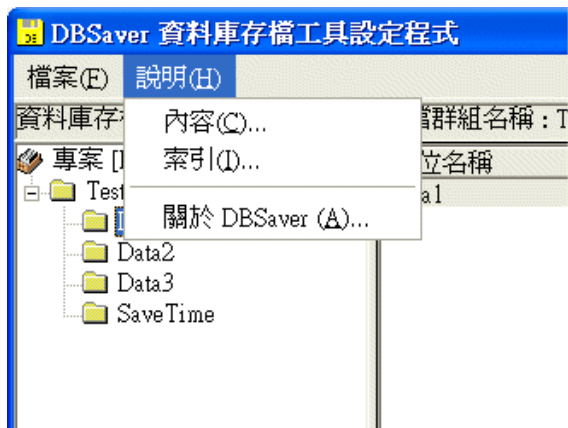 DBSaver 資料庫存檔工具設定程式
檔案(F) 說明(H)
資料庫存 檔群組名稱：T
內容(C)...
索引(I)...
關於 DBSaver (A)...
專案 位名稱
Test a1
Data2
Data3
SaveTime